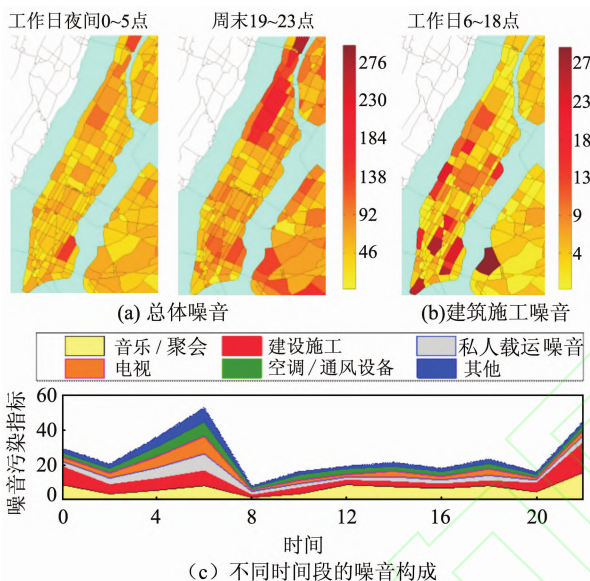 工作日夜间0~5点 周末19~23点 工作日6~18点
276
230
184
138
92
46
27
9
4
(a) 总体噪音 (b)建筑施工噪音
音乐/聚会 建设施工 私人载运噪音
电视 空调/通风设备 其他
噪音污染指标
60
40
20
0
0 4 8 12 16 20
时间
（c）不同时间段的噪音构成